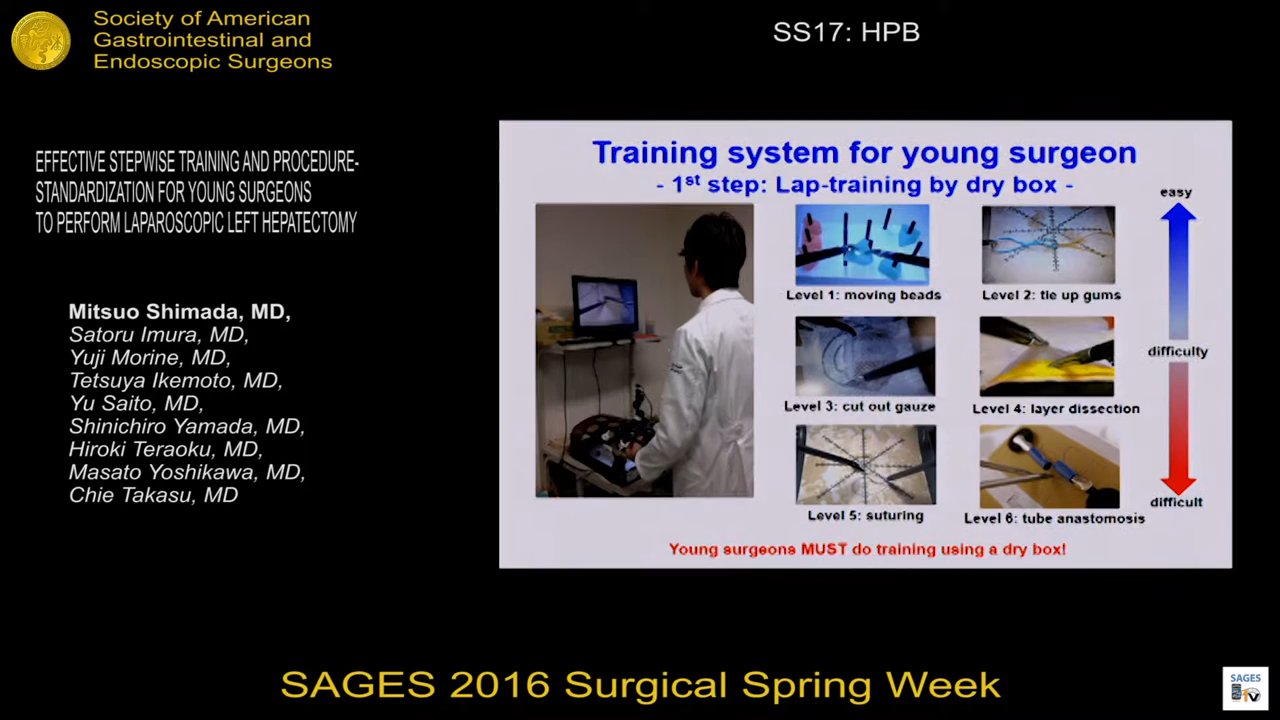 Society of American
Gastrointestinal and
Endoscopic Surgeons
SS17: HPB
EFFECTIVE STEPWISE TRAINING AND PROCEDURE-
STANDARDIZATION FOR YOUNG SURGEONS
TO PERFORM LAPAROSCOPIC LEFT HEPATECTOMY
Mitsuo Shimada, MD,
Satoru Imura, MD,
Yuji Morine, MD,
Tetsuya Ikemoto, MD,
Yu Saito, MD,
Shinichiro Yamada, MD,
Hiroki Teraoku, MD,
Masato Yoshikawa, MD,
Chie Takasu, MD
Training system for young surgeon
- 1st step: Lap-training by dry box -
easy
Level 1: moving beads
Level 2: tie up gums
difficulty
Level 3: cut out gauze
Level 4: layer dissection
difficult
Level 5: suturing
Level 6: tube anastomosis
Young surgeons MUST do training using a dry box!
SAGES 2016 Surgical Spring Week
SAGES
TV